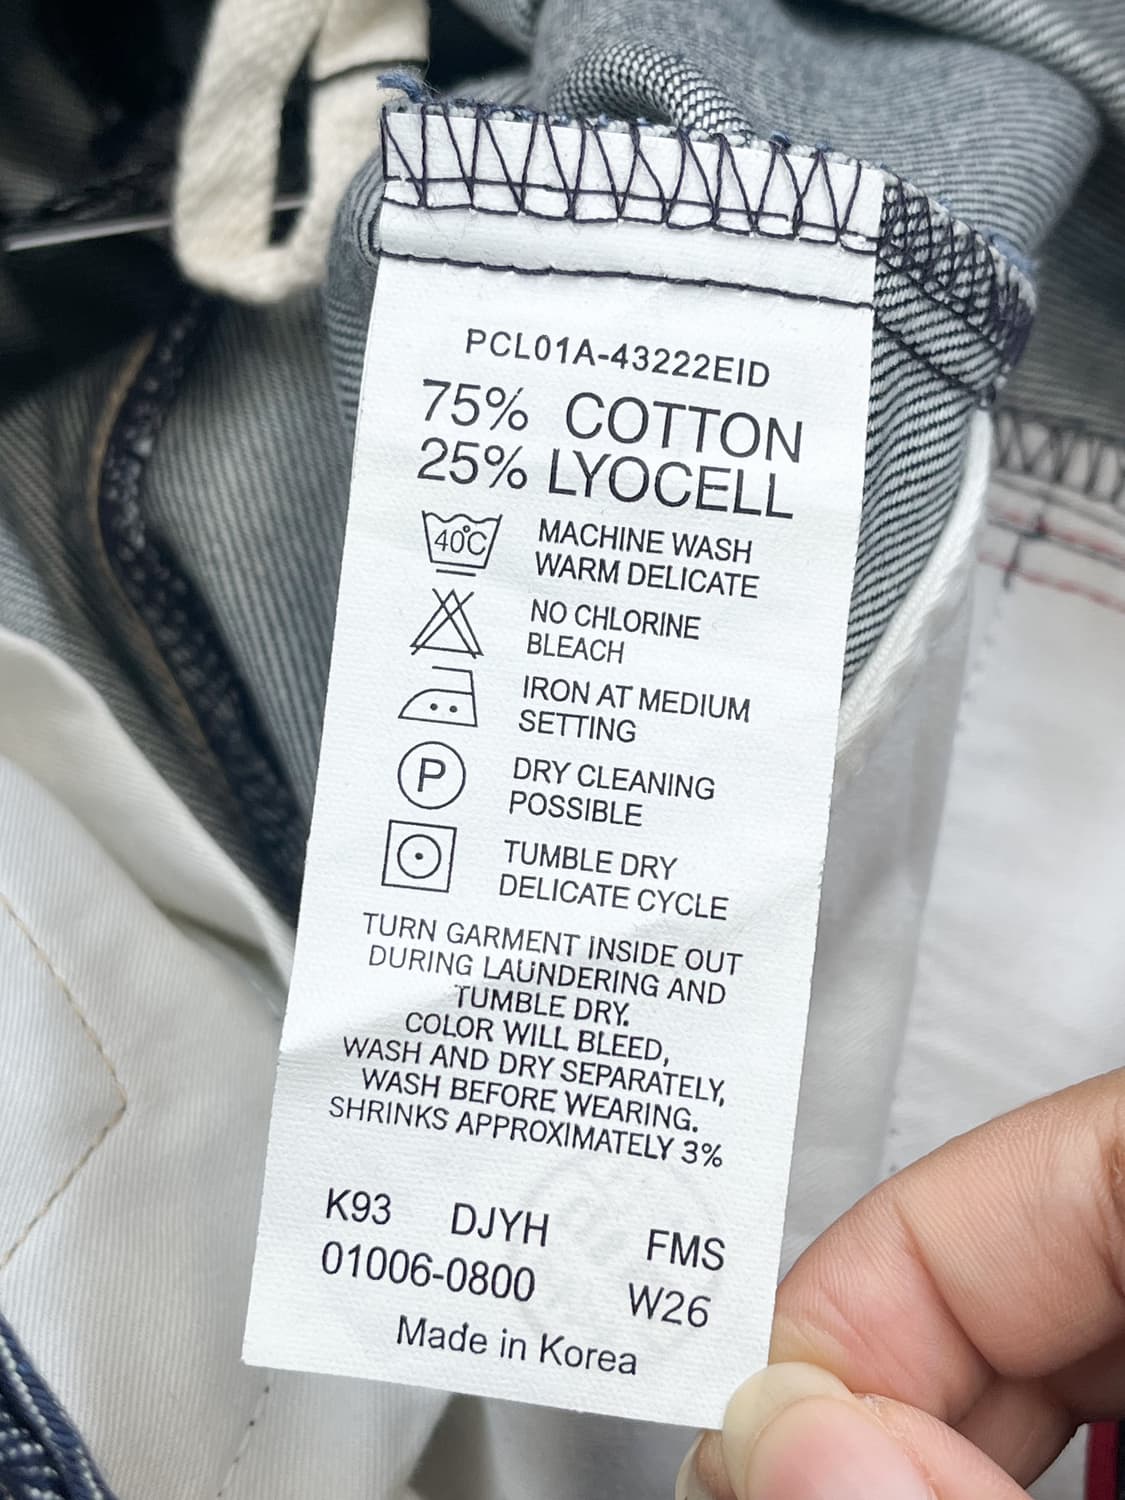 PCL01A-43222EID
75% COTTON
25% LYOCELL
40°C MACHINE WASH
WARM DELICATE
NO CHLORINE
BLEACH
IRON AT MEDIUM
SETTING
P DRY CLEANING
POSSIBLE
TUMBLE DRY
DELICATE CYCLE
TURN GARMENT INSIDE OUT
DURING LAUNDERING AND
TUMBLE DRY.
COLOR WILL BLEED,
WASH AND DRY SEPARATELY,
WASH BEFORE WEARING.
SHRINKS APPROXIMATELY 3%
K93 DJYH FMS
01006-0800 W26
Made in Korea